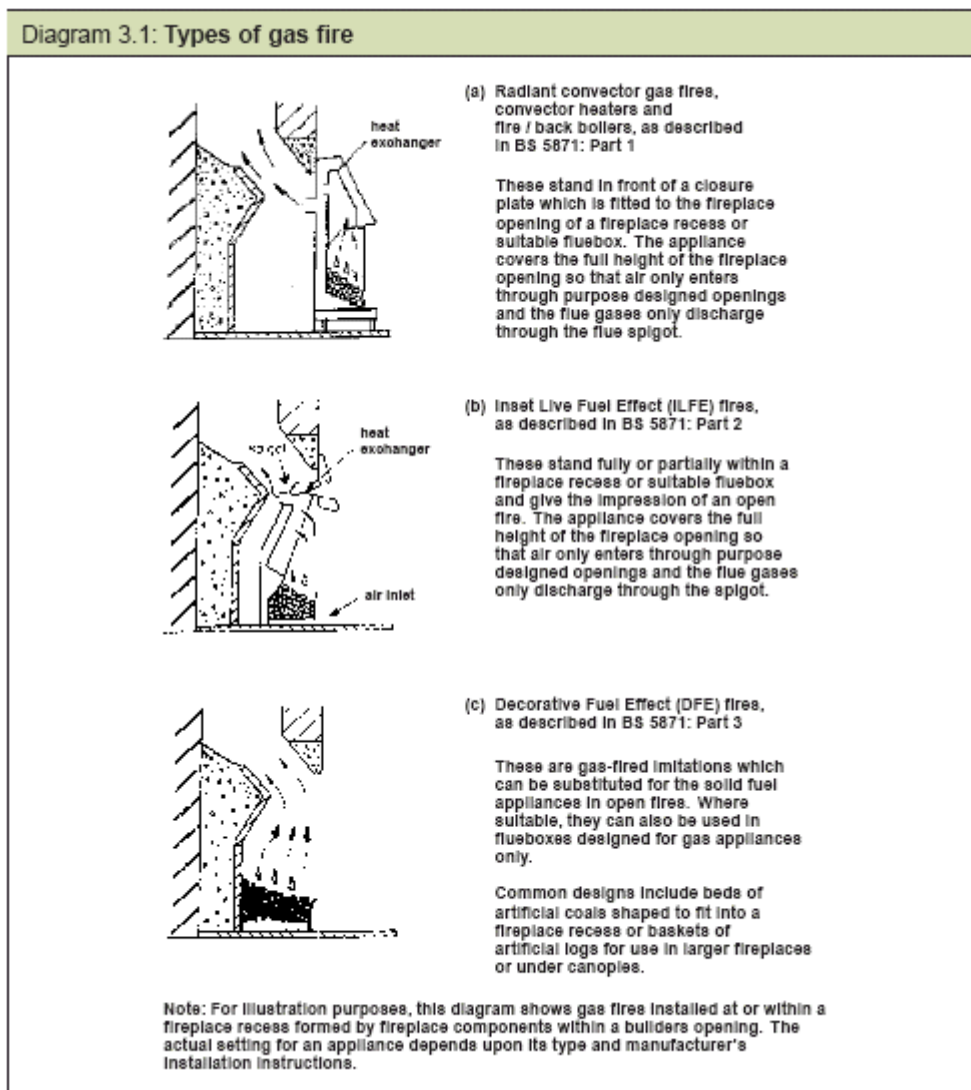 Diagram 3.1: Types of gas fire
heat
exchanger
(a) Radiant convector gas fires,
convector heaters and
fire / back boilers, as described
in BS 5871: Part 1
These stand in front of a closure
plate which is fitted to the fireplace
opening of a fireplace recess or
suitable fluebox. The appliance
covers the full height of the fireplace
opening so that air only enters
through purpose designed openings
and the flue gases only discharge
through the flue spigot.
spigot
heat
exchanger
air inlet
(b) Inset Live Fuel Effect (ILFE) fires,
as described in BS 5871: Part 2
These stand fully or partially within a
fireplace recess or suitable fluebox
and give the impression of an open
fire. The appliance covers the full
height of the fireplace opening so
that air only enters through purpose
designed openings and the flue gases
only discharge through the spigot.
(c) Decorative Fuel Effect (DFE) fires,
as described in BS 5871: Part 3
These are gas-fired imitations which
can be substituted for the solid fuel
appliances in open fires. Where
suitable, they can also be used in
flueboxes designed for gas appliances
only.
Common designs include beds of
artificial coals shaped to fit into a
fireplace recess or baskets of
artificial logs for use in larger fireplaces
or under canopies.
Note: For illustration purposes, this diagram shows gas fires installed at or within a
fireplace recess formed by fireplace components within a builders opening. The
actual setting for an appliance depends upon its type and manufacturer's
installation instructions.